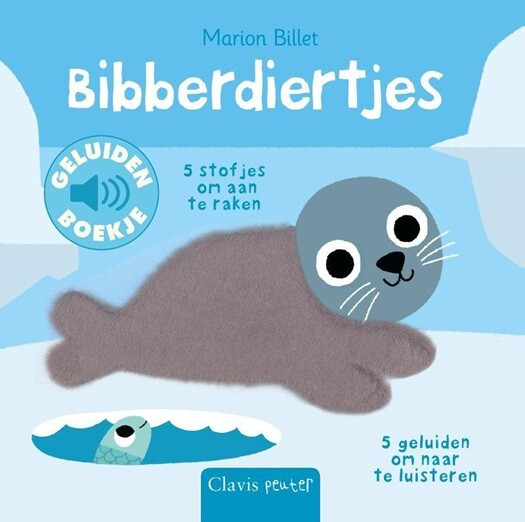 Marion Billet
Bibberdiertjes
GELUIDEN
BOEKJE
5 stofjes
om aan
te raken
5 geluiden
om naar
te luisteren
Clavis peuter